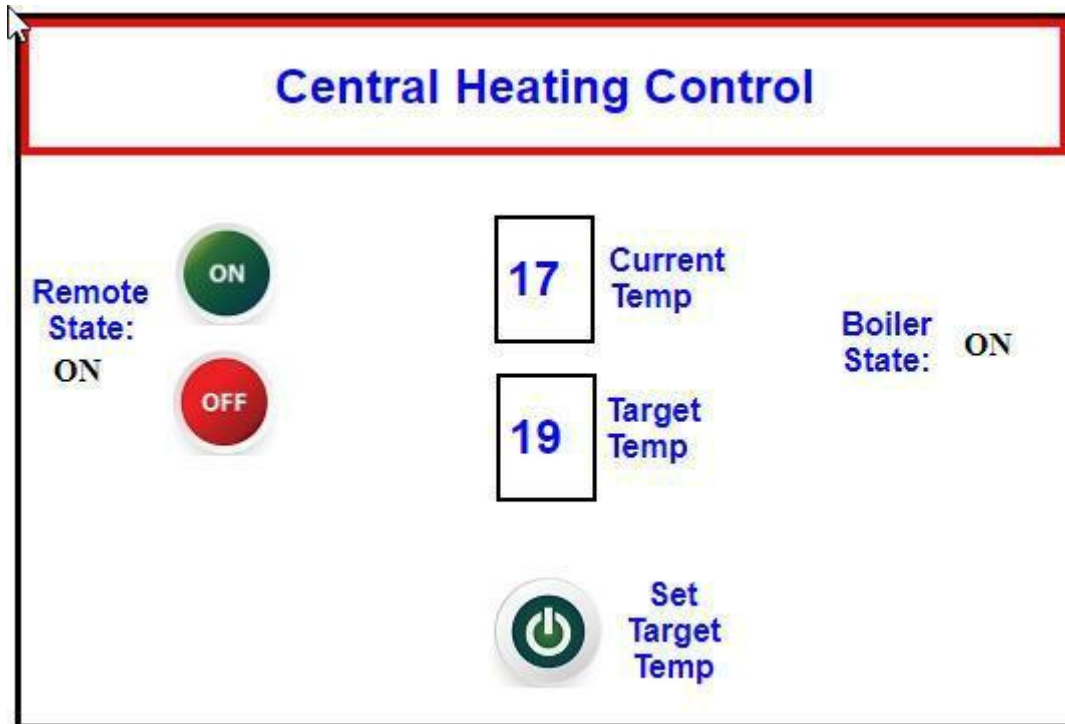 Central Heating Control
Remote
State:
ON
ON
OFF
17
Current
Temp
19
Target
Temp
Boiler
State:
ON
Set
Target
Temp